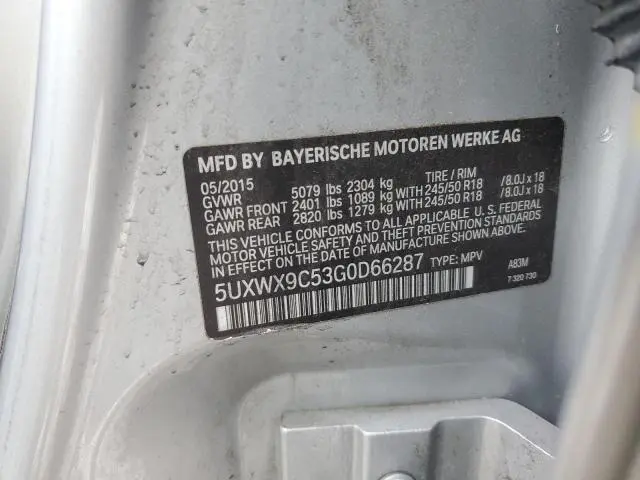 MFD BY BAYERISCHE MOTOREN WERKE AG
05/2015 TIRE / RIM
GVWR 5079 lbs 2304 kg
GAWR FRONT 2401 lbs 1089 kg WITH 245/50 R18 /8.0J x 18
GAWR REAR 2820 lbs 1279 kg WITH 245/50 R18 /8.0J x 18
THIS VEHICLE CONFORMS TO ALL APPLICABLE U. S. FEDERAL
MOTOR VEHICLE SAFETY AND THEFT PREVENTION STANDARDS
IN EFFECT ON THE DATE OF MANUFACTURE SHOWN ABOVE.
5UXWX9C53G0D66287 TYPE: MPV A83M
7 320 730